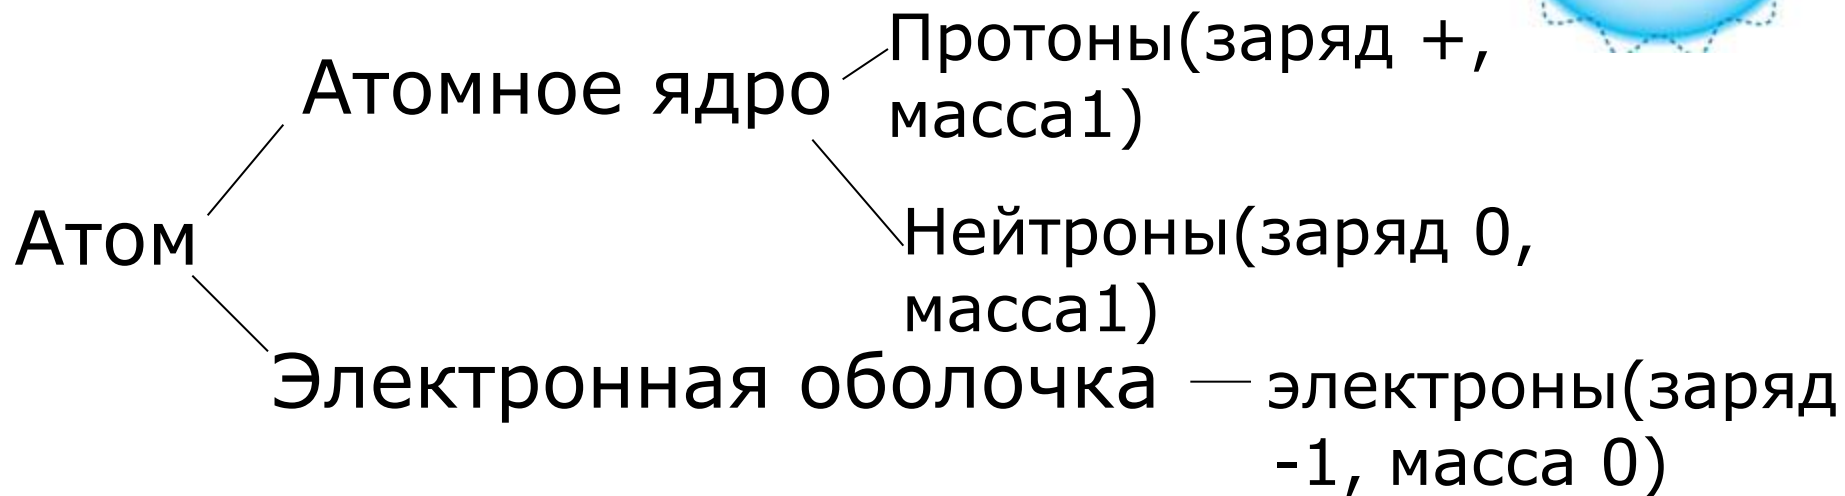 Протоны(заряд +,
масса1)
Атомное ядро
Атом
Нейтроны(заряд 0,
масса1)
Электронная оболочка
электроны(заряд
-1, масса 0)